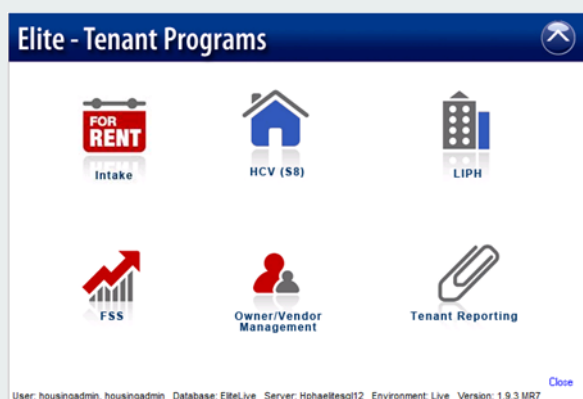 Elite - Tenant Programs
FOR
RENT
Intake
HCV (S8)
LIPH
FSS
Owner/Vendor
Management
Tenant Reporting
Close
User: housingadmin, housingadmin Database: EliteLive Server: Hphaelitesql12 Environment: Live Version: 1.9.3 MR7